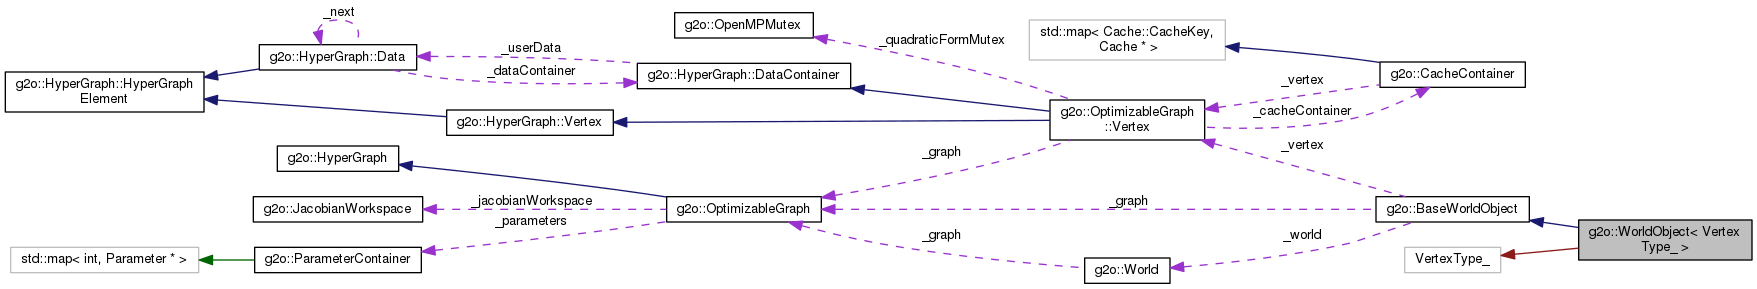 _next
g2o::OpenMPMutex
std::map< Cache::CacheKey,
Cache * >
_quadraticFormMutex
_userData
g2o::HyperGraph::Data
_dataContainer
g2o::HyperGraph::DataContainer
g2o::CacheContainer
g2o::HyperGraph::HyperGraph
Element
_vertex
_cacheContainer
g2o::OptimizableGraph
::Vertex
g2o::HyperGraph::Vertex
_vertex
_graph
g2o::HyperGraph
_jacobianWorkspace
_graph
g2o::JacobianWorkspace
g2o::OptimizableGraph
g2o::BaseWorldObject
_parameters
_graph
_world
g2o::WorldObject< Vertex
Type_ >
std::map< int, Parameter * >
g2o::ParameterContainer
VertexType_
g2o::World